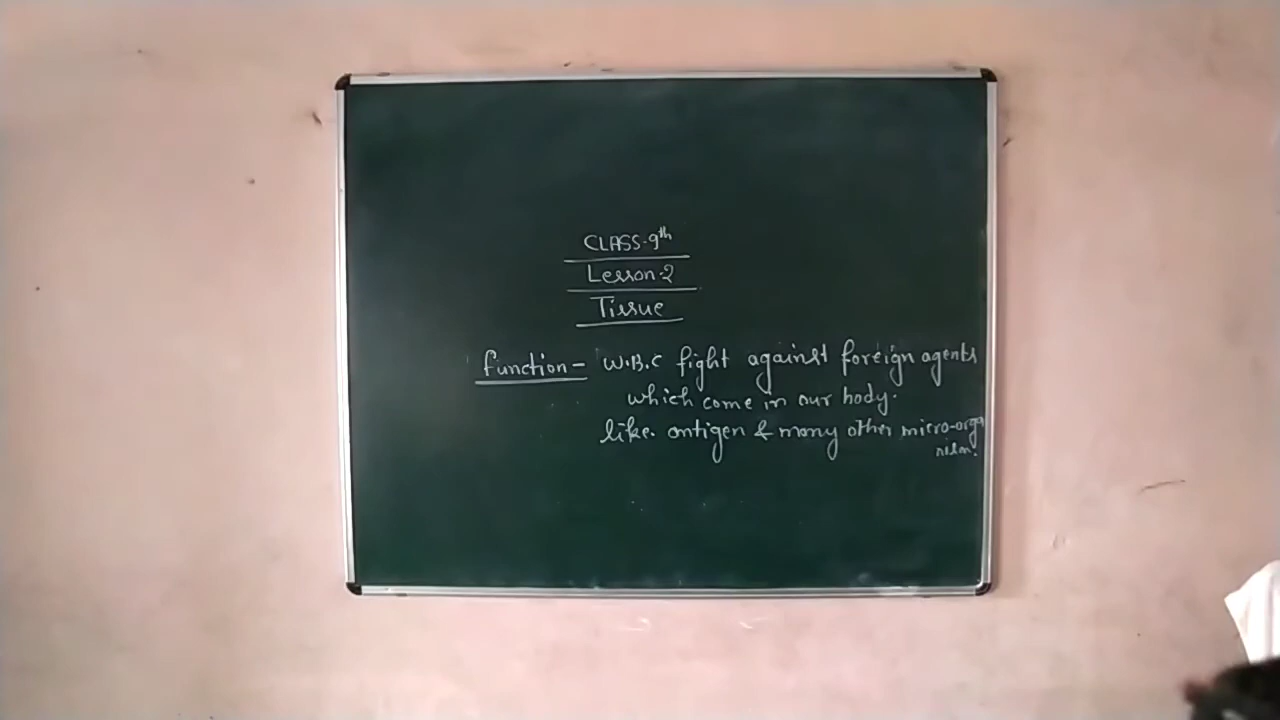 CLASS-9th
Lesson-2
Tissue
function - W.B.C fight against foreign agents
which come in our body.
like. antigen & many other micro-orga
nism.